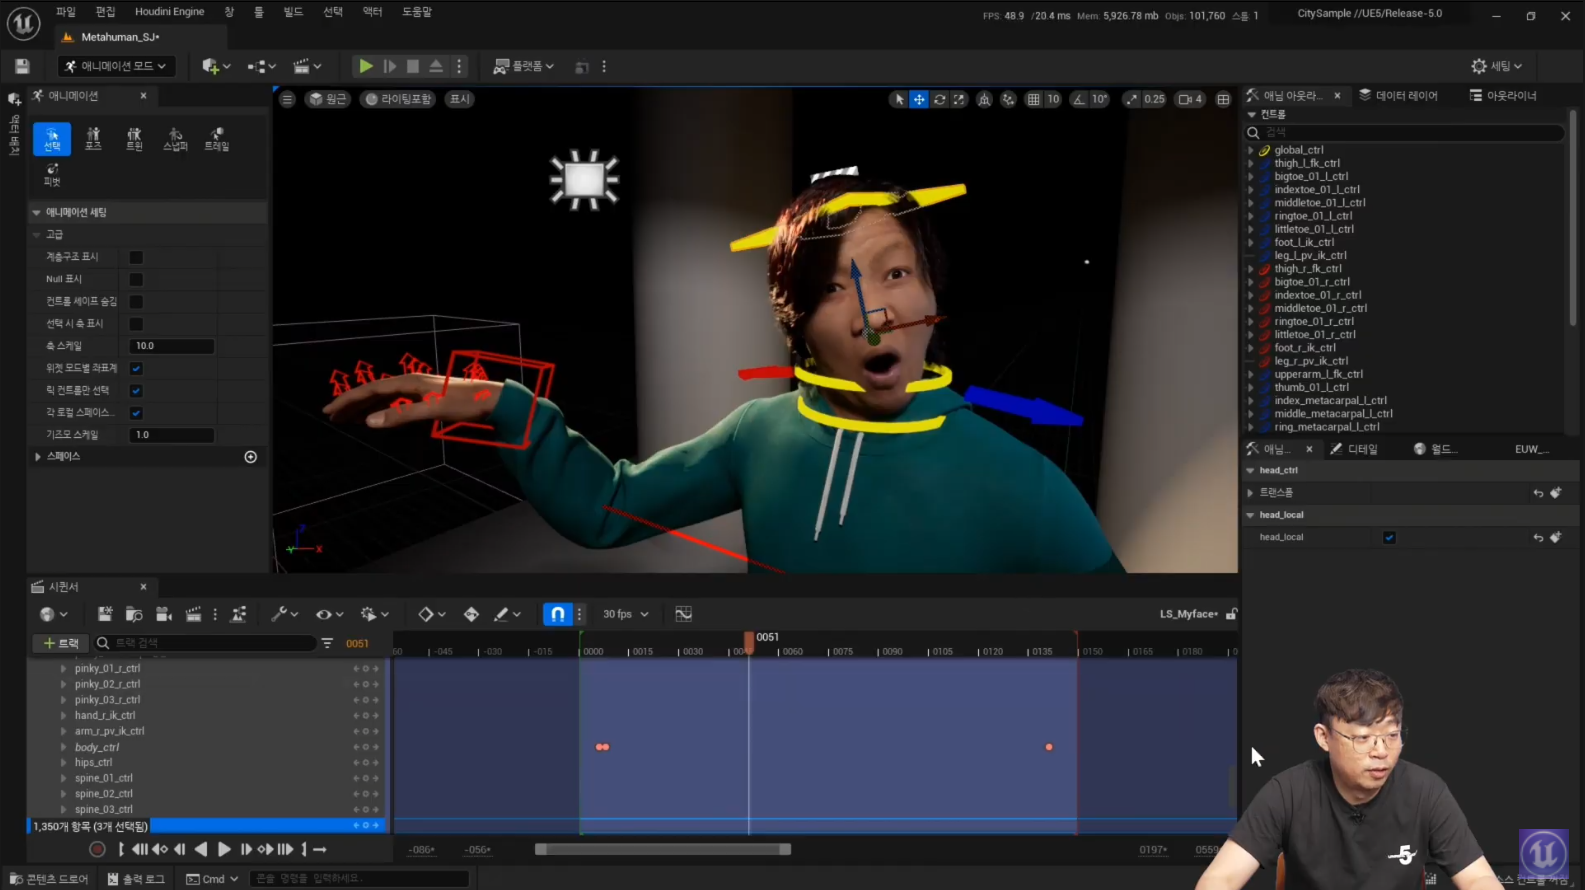 파일 편집 Houdini Engine 창 툴 빌드 선택 액터 도움말
FPS: 48.9 / 20.4 ms Mem: 5,926.78 mb Objs: 101,760 스톨: 1
CitySample //UE5/Release-5.0
Metahuman_SJ*
애니메이션 모드
플랫폼
세팅
액터 배치
애니메이션
원근
라이팅포함
표시
10
10°
0.25
4
선택
포즈
트윈
스냅퍼
트레일
피벗
애니메이션 세팅
고급
계층구조 표시
Null 표시
컨트롤 셰이프 숨김
선택 시 축 표시
축 스케일 10.0
위젯 모드별 좌표계
릭 컨트롤만 선택
각 로컬 스페이스...
기즈모 스케일 1.0
스페이스
애님 아웃라...
데이터 레이어
아웃라이너
컨트롤
검색
global_ctrl
thigh_l_fk_ctrl
bigtoe_01_l_ctrl
indextoe_01_l_ctrl
middletoe_01_l_ctrl
ringtoe_01_l_ctrl
littletoe_01_l_ctrl
foot_l_ik_ctrl
leg_l_pv_ik_ctrl
thigh_r_fk_ctrl
bigtoe_01_r_ctrl
indextoe_01_r_ctrl
middletoe_01_r_ctrl
ringtoe_01_r_ctrl
littletoe_01_r_ctrl
foot_r_ik_ctrl
leg_r_pv_ik_ctrl
upperarm_l_fk_ctrl
thumb_01_l_ctrl
index_metacarpal_l_ctrl
middle_metacarpal_l_ctrl
ring_metacarpal_l_ctrl
애님...
디테일
월드...
EUW_...
head_ctrl
트랜스폼
head_local
head_local
시퀀서
30 fps
LS_Myface*
트랙
트랙 검색
0051
0051
-045 -030 -015 0000 0015 0030 0060 0075 0090 0105 0120 0135 0150 0165 0180
pinky_01_r_ctrl
pinky_02_r_ctrl
pinky_03_r_ctrl
hand_r_ik_ctrl
arm_r_pv_ik_ctrl
body_ctrl
hips_ctrl
spine_01_ctrl
spine_02_ctrl
spine_03_ctrl
1,350개 항목 (3개 선택됨)
-086* -056* 0197* 0559
콘텐츠 드로어
출력 로그
Cmd
콘솔 명령을 입력하세요.